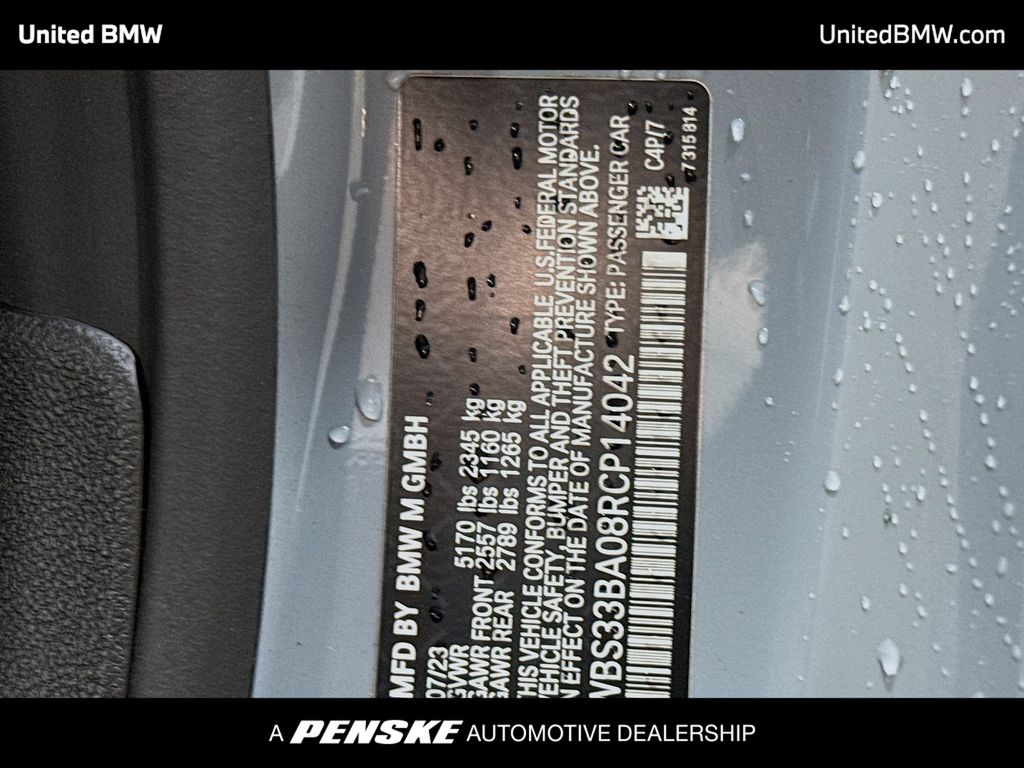 United BMW
UnitedBMW.com
MFD BY BMW M GMBH
07/23
GVWR 5170 lbs 2345 kg
GAWR FRONT 2557 lbs 1160 kg
GAWR REAR 2789 lbs 1265 kg
THIS VEHICLE CONFORMS TO ALL APPLICABLE U.S.FEDERAL MOTOR
VEHICLE SAFETY, BUMPER AND THEFT PREVENTION STANDARDS
IN EFFECT ON THE DATE OF MANUFACTURE SHOWN ABOVE.
WBS33BA08RCP14042 TYPE: PASSENGER CAR
C4P/7
7315814
A PENSKE AUTOMOTIVE DEALERSHIP